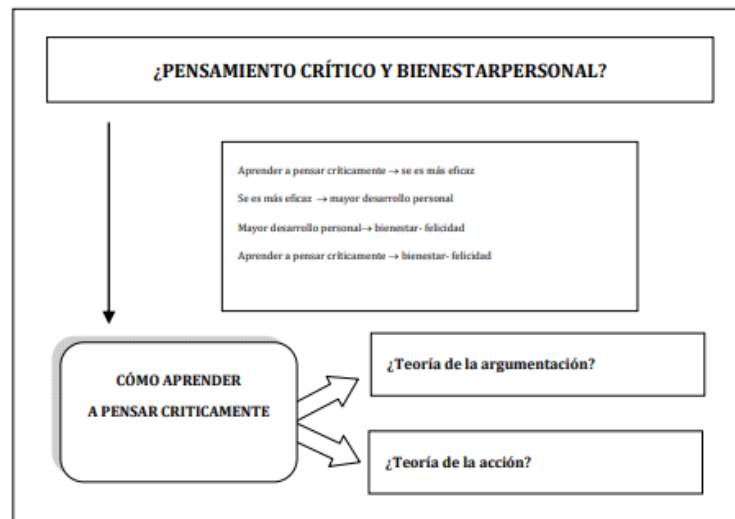 ¿PENSAMIENTO CRÍTICO Y BIENESTARPERSONAL?
Aprender a pensar críticamente → se es más eficaz
Se es más eficaz → mayor desarrollo personal
Mayor desarrollo personal→ bienestar- felicidad
Aprender a pensar críticamente → bienestar- felicidad
CÓMO APRENDER
A PENSAR CRITICAMENTE
¿Teoría de la argumentación?
¿Teoría de la acción?